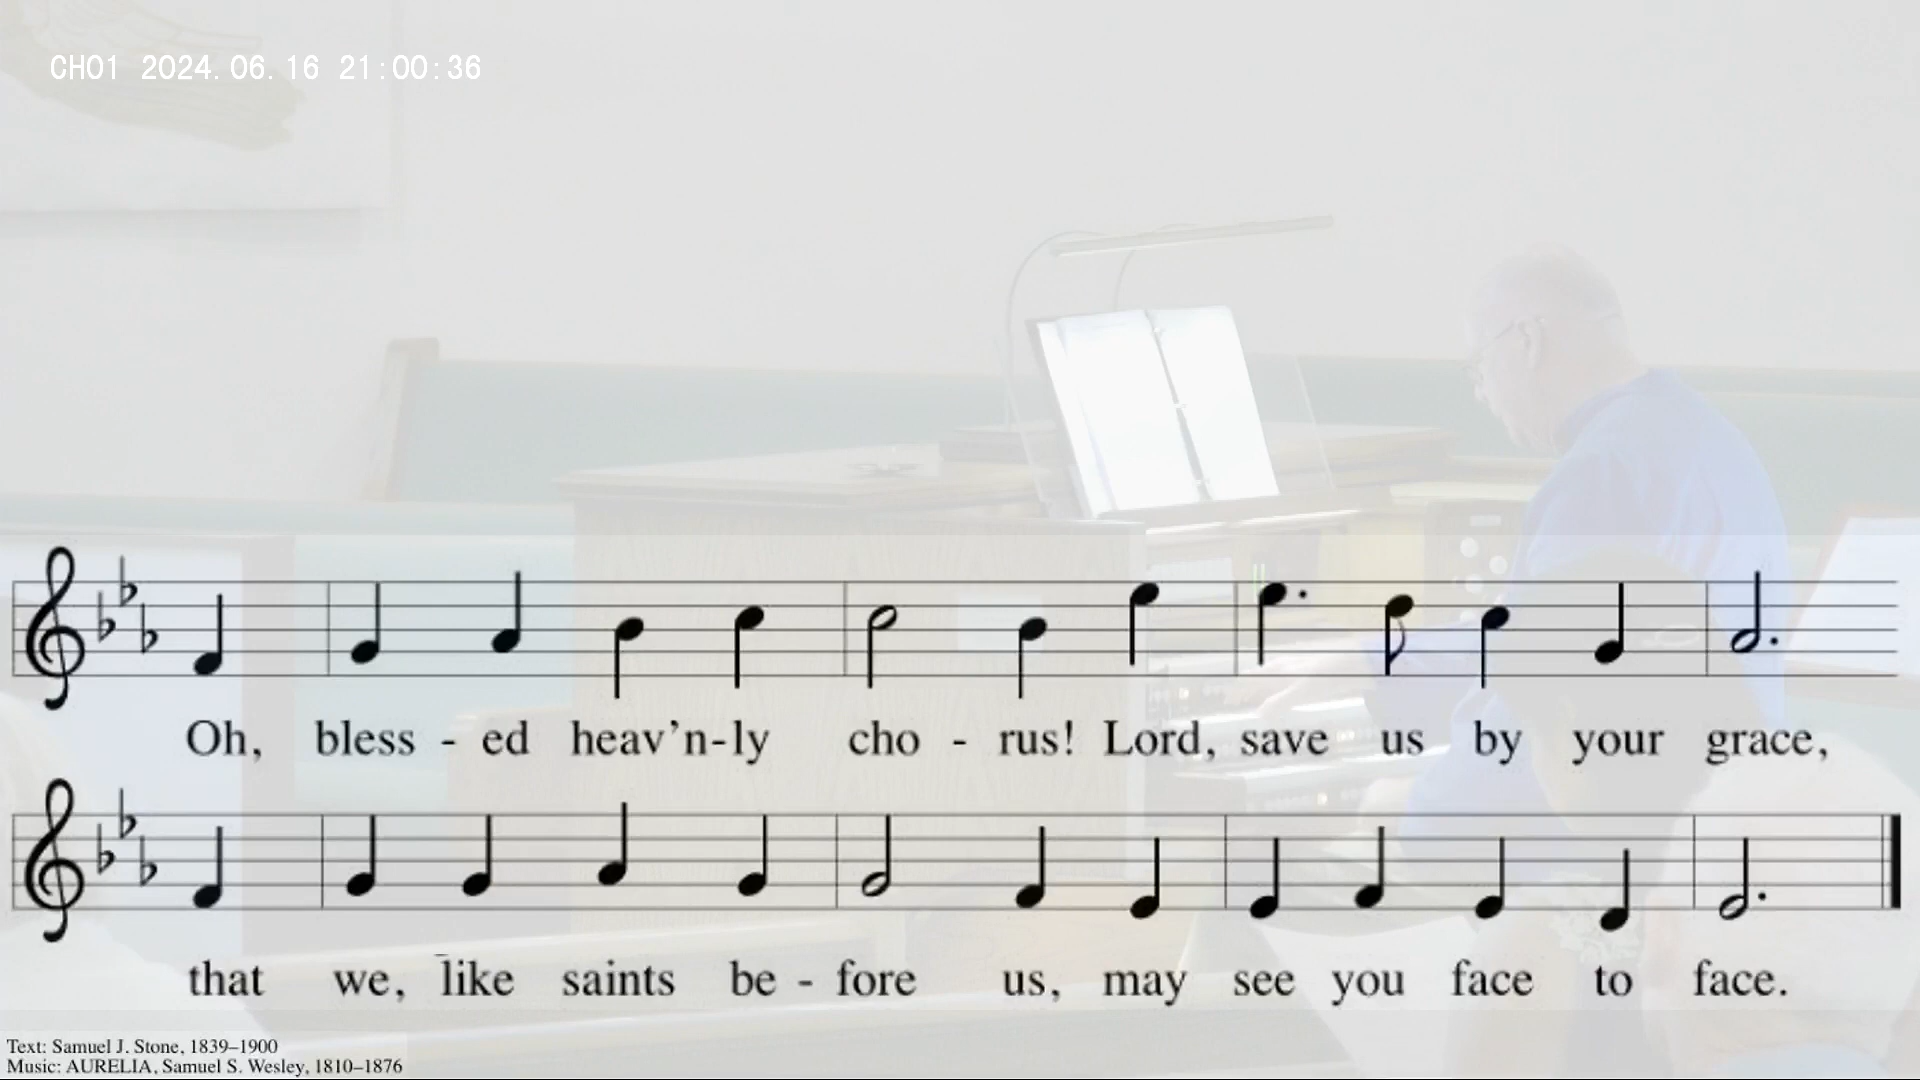 CH01 2024.06.16 21:00:36
Oh, bless - ed heav'n-ly cho - rus! Lord, save us by your grace,
that we, like saints be - fore us, may see you face to face.
Text: Samuel J. Stone, 1839–1900
Music: AURELIA, Samuel S. Wesley, 1810–1876